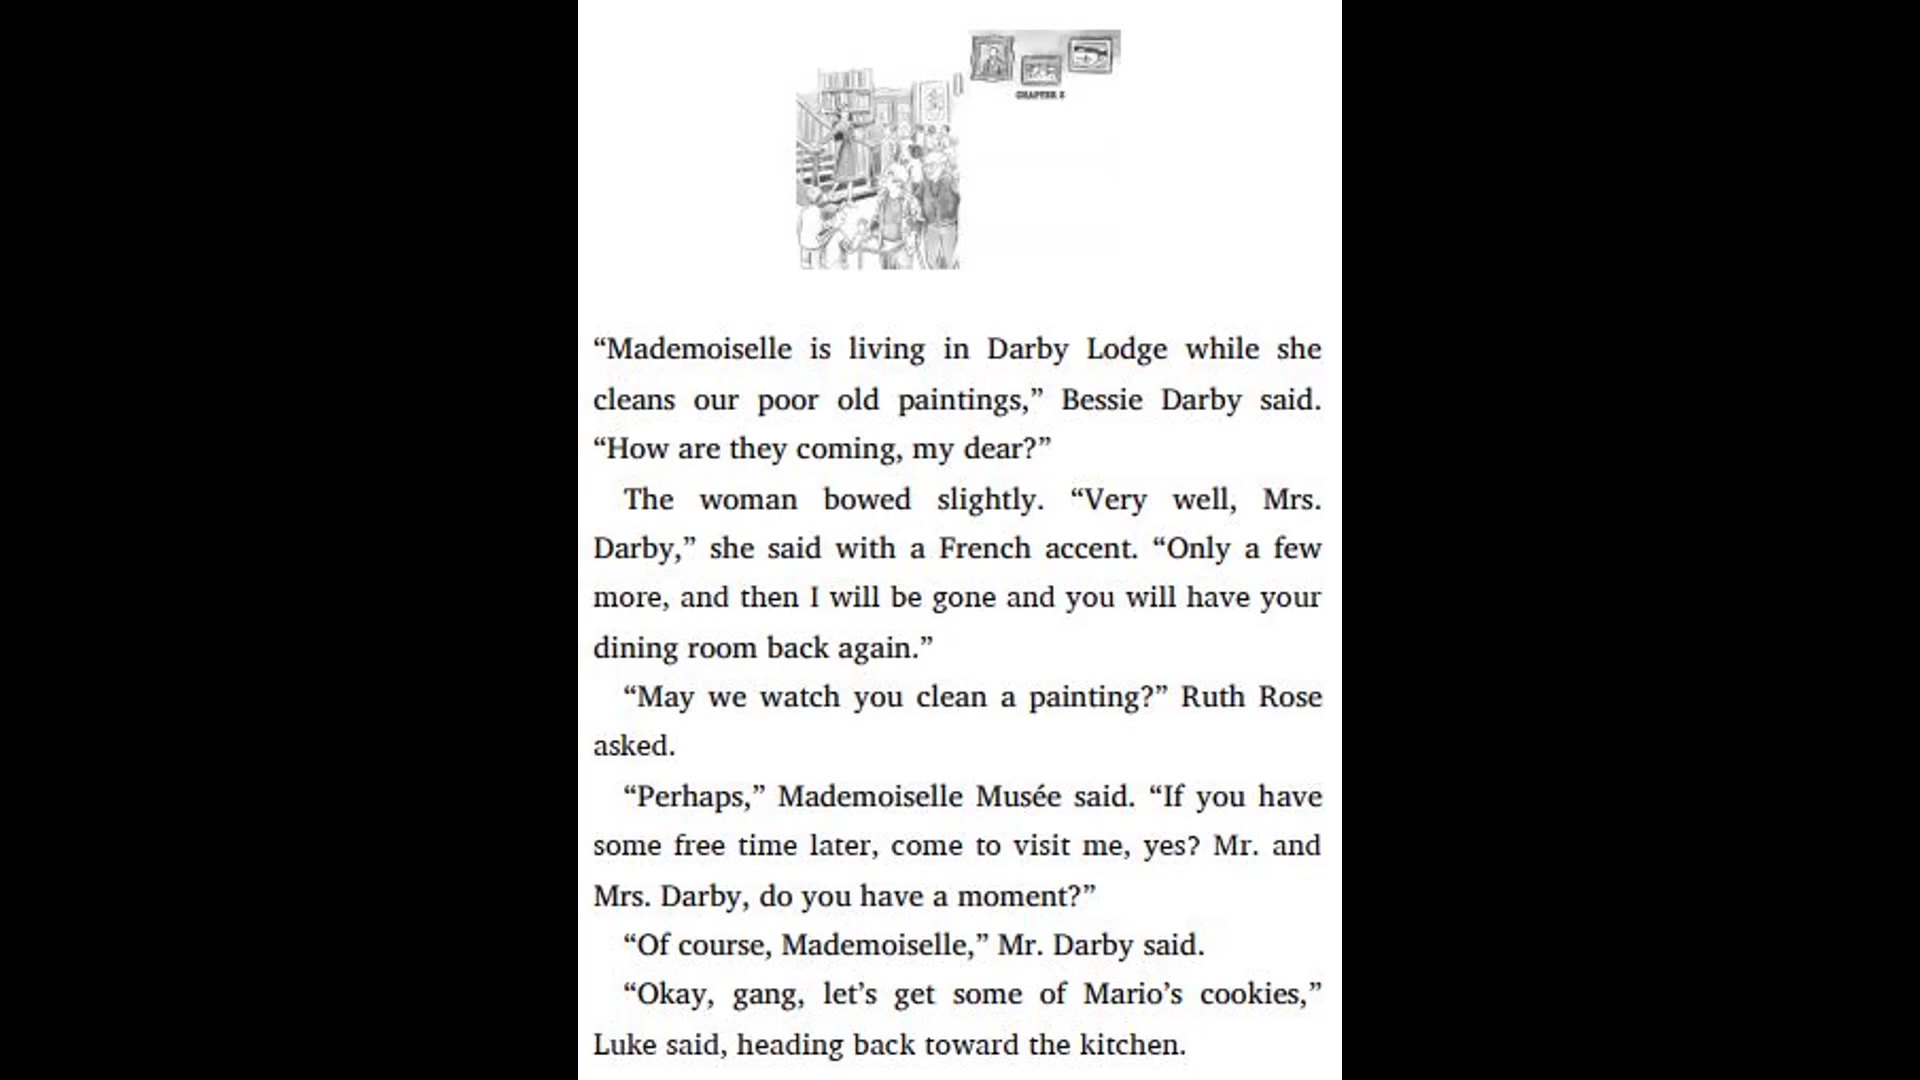 CHAPTER 2
“Mademoiselle is living in Darby Lodge while she
cleans our poor old paintings,” Bessie Darby said.
“How are they coming, my dear?”
The woman bowed slightly. “Very well, Mrs.
Darby,” she said with a French accent. “Only a few
more, and then I will be gone and you will have your
dining room back again.”
“May we watch you clean a painting?” Ruth Rose
asked.
“Perhaps,” Mademoiselle Musée said. “If you have
some free time later, come to visit me, yes? Mr. and
Mrs. Darby, do you have a moment?”
“Of course, Mademoiselle,” Mr. Darby said.
“Okay, gang, let’s get some of Mario’s cookies,”
Luke said, heading back toward the kitchen.